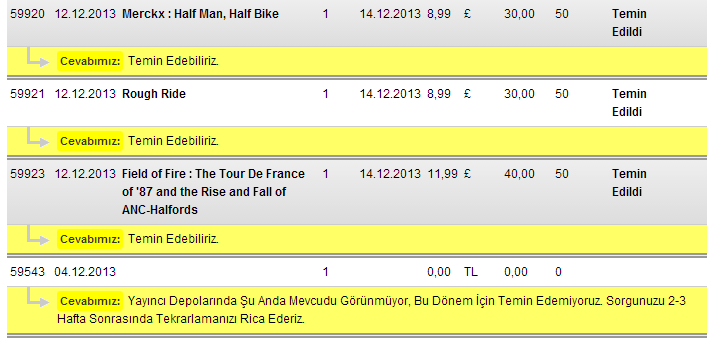 59920 12.12.2013 Merckx : Half Man, Half Bike 1 14.12.2013 8,99 £ 30,00 50 Temin
Edildi
Cevabımız: Temin Edebiliriz.
59921 12.12.2013 Rough Ride 1 14.12.2013 8,99 £ 30,00 50 Temin
Edildi
Cevabımız: Temin Edebiliriz.
59923 12.12.2013 Field of Fire : The Tour De France 1 14.12.2013 11,99 £ 40,00 50 Temin
of '87 and the Rise and Fall of Edildi
ANC-Halfords
Cevabımız: Temin Edebiliriz.
59543 04.12.2013 1 0,00 TL 0,00 0
Cevabımız: Yayıncı Depolarında Şu Anda Mevcudu Görünmüyor, Bu Dönem İçin Temin Edemiyoruz. Sorgunuzu 2-3
Hafta Sonrasında Tekrarlamanızı Rica Ederiz.